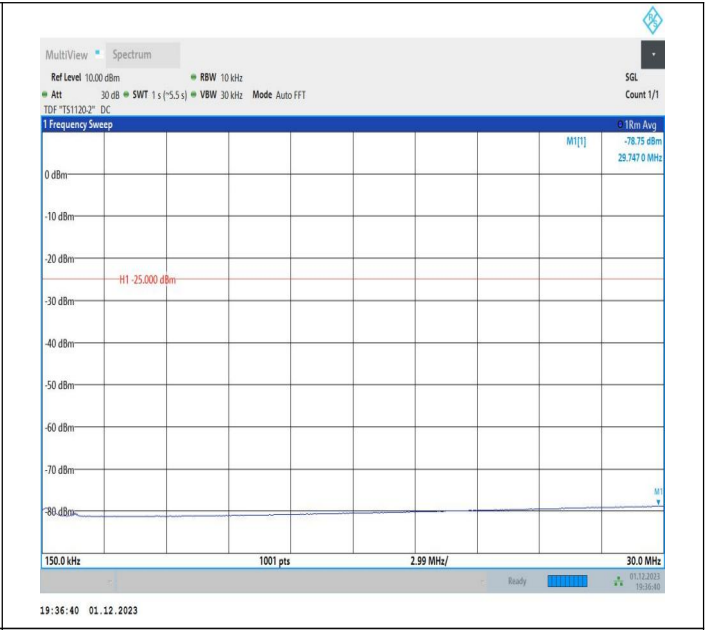 MultiView Spectrum
Ref Level 10.00 dBm RBW 10 kHz SGL
Att 30 dB SWT 1 s (~5.5 s) VBW 30 kHz Mode Auto FFT Count 1/1
TDF "TS1120-2" DC
1 Frequency Sweep 1Rm Avg
M1[1] -78.75 dBm
29.747 0 MHz
0 dBm
-10 dBm
-20 dBm
H1 -25.000 dBm
-30 dBm
-40 dBm
-50 dBm
-60 dBm
-70 dBm
M1
-80 dBm
150.0 kHz 1001 pts 2.99 MHz/ 30.0 MHz
Ready 01.12.2023
19:36:40
19:36:40 01.12.2023